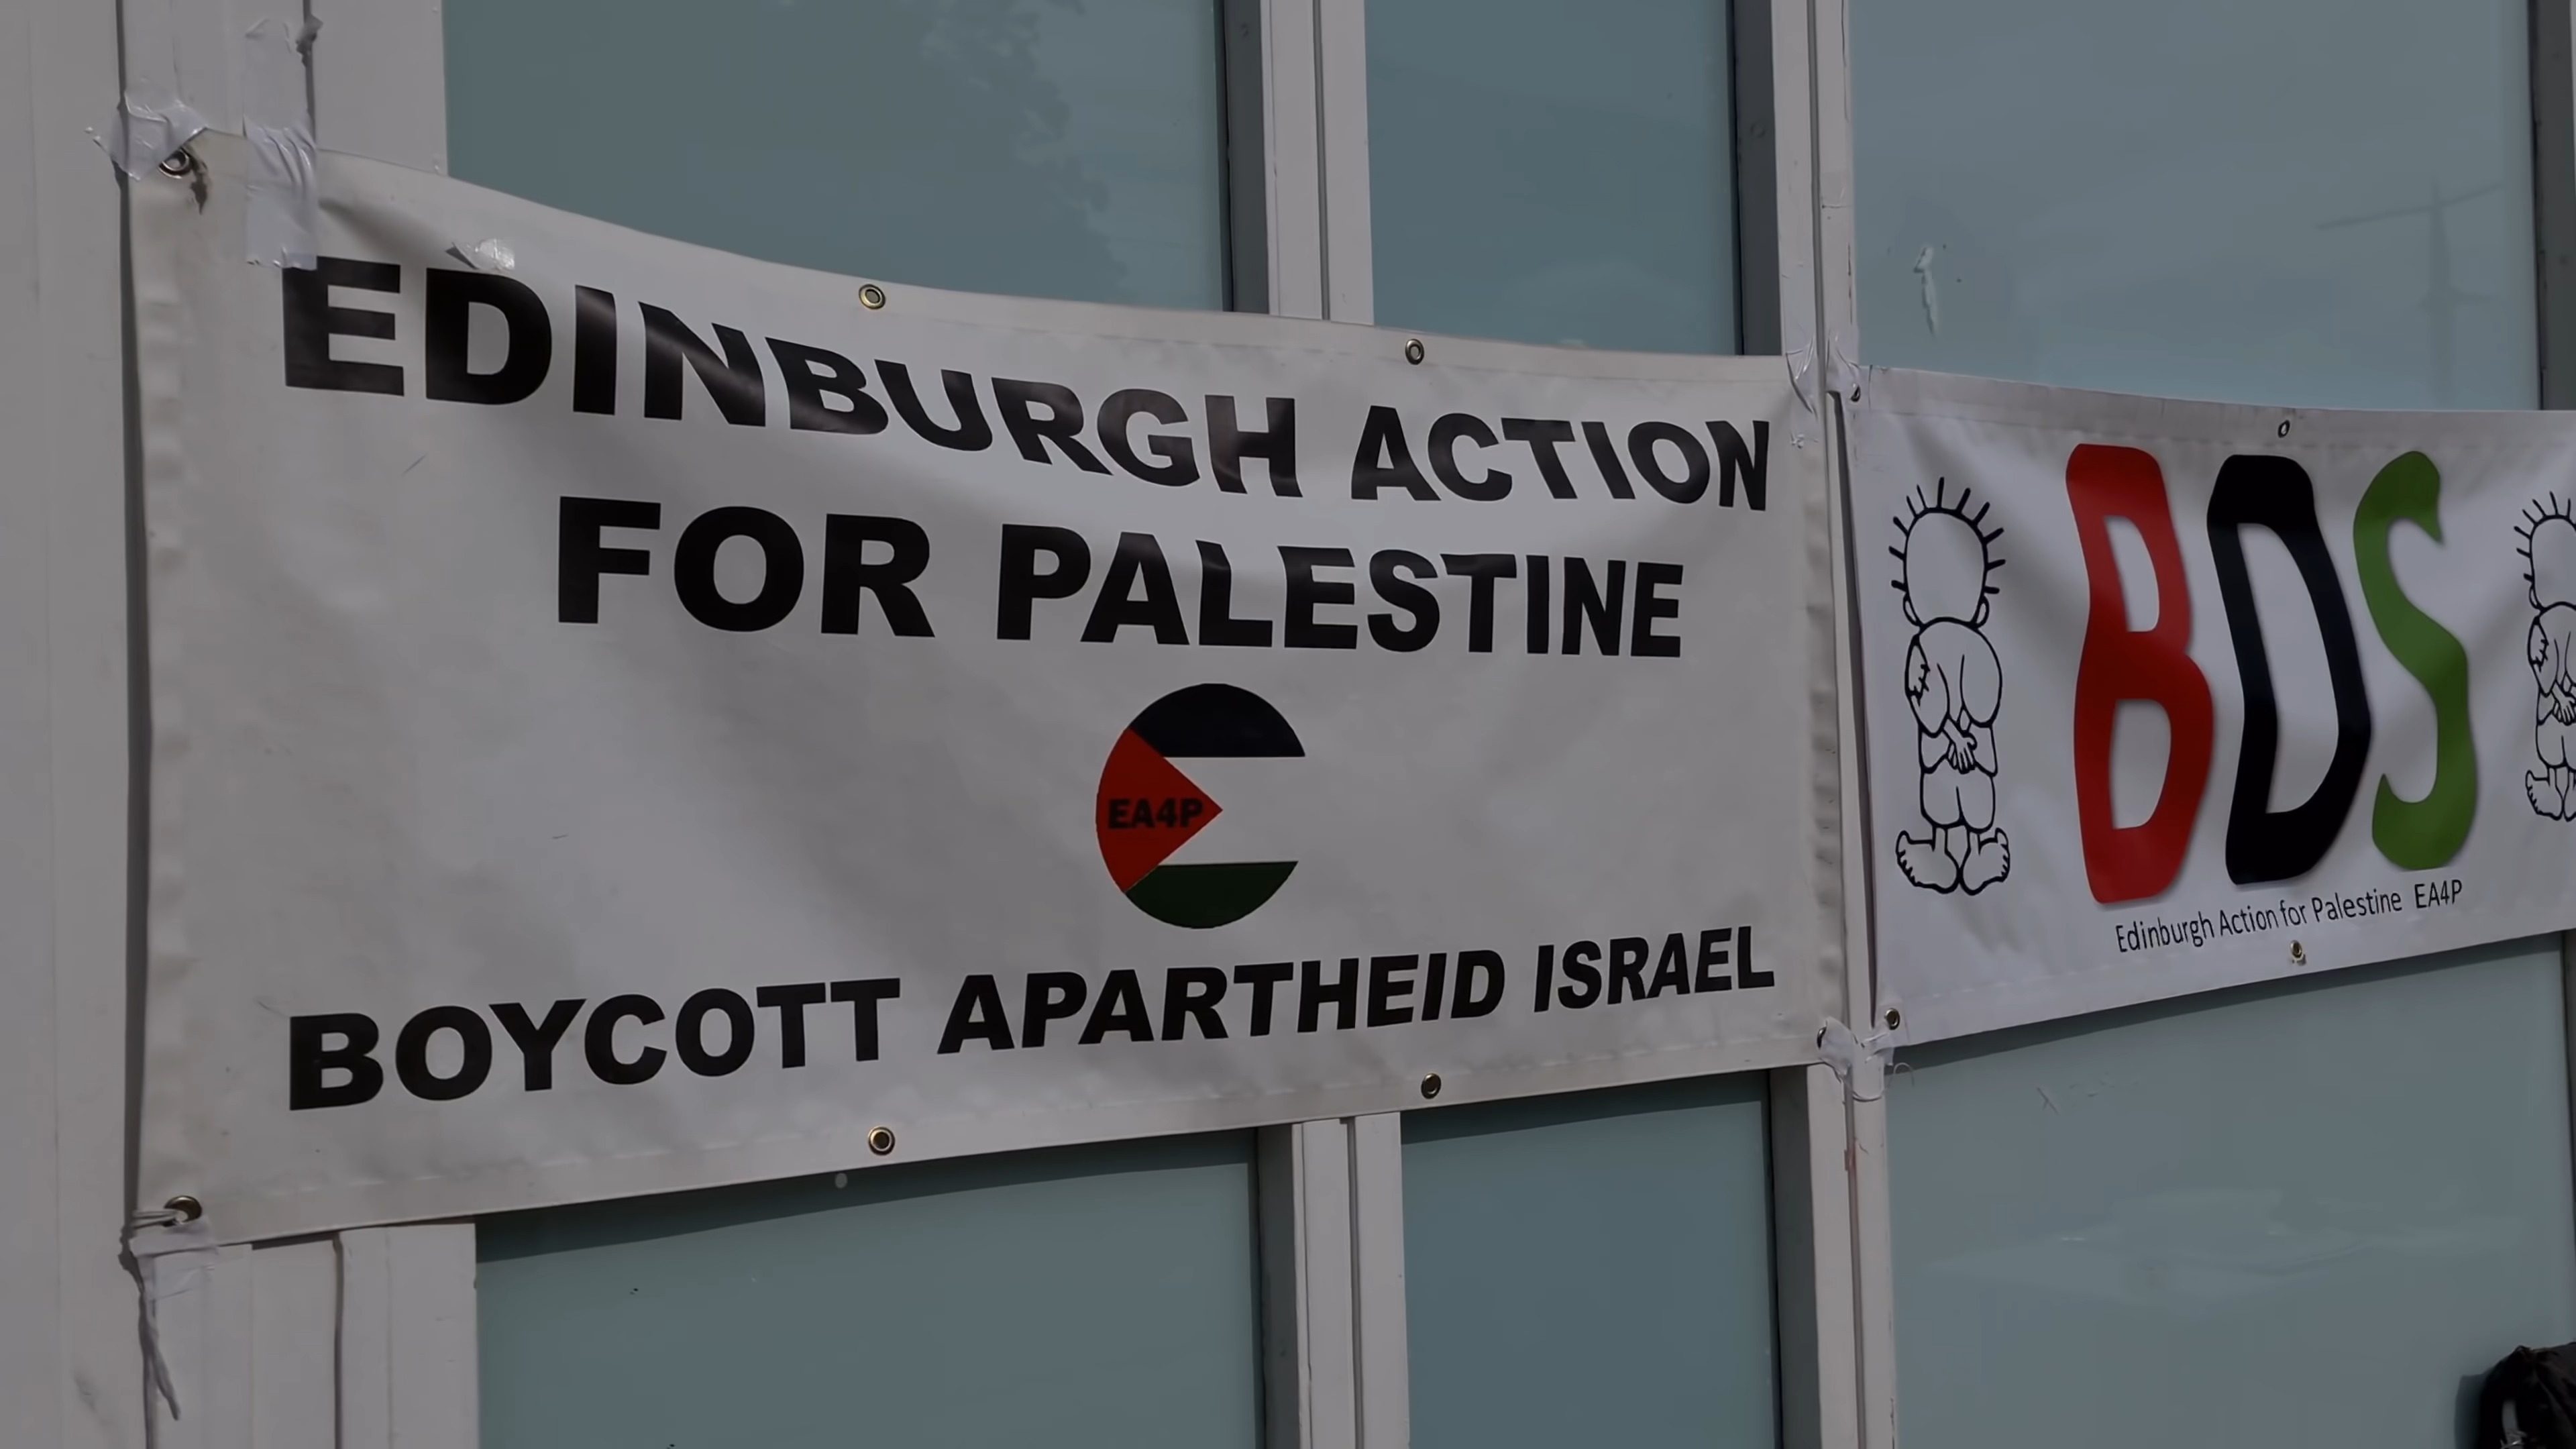 EDINBURGH ACTION
FOR PALESTINE
EA4P
BOYCOTT APARTHEID ISRAEL
BDS
Edinburgh Action for Palestine EA4P